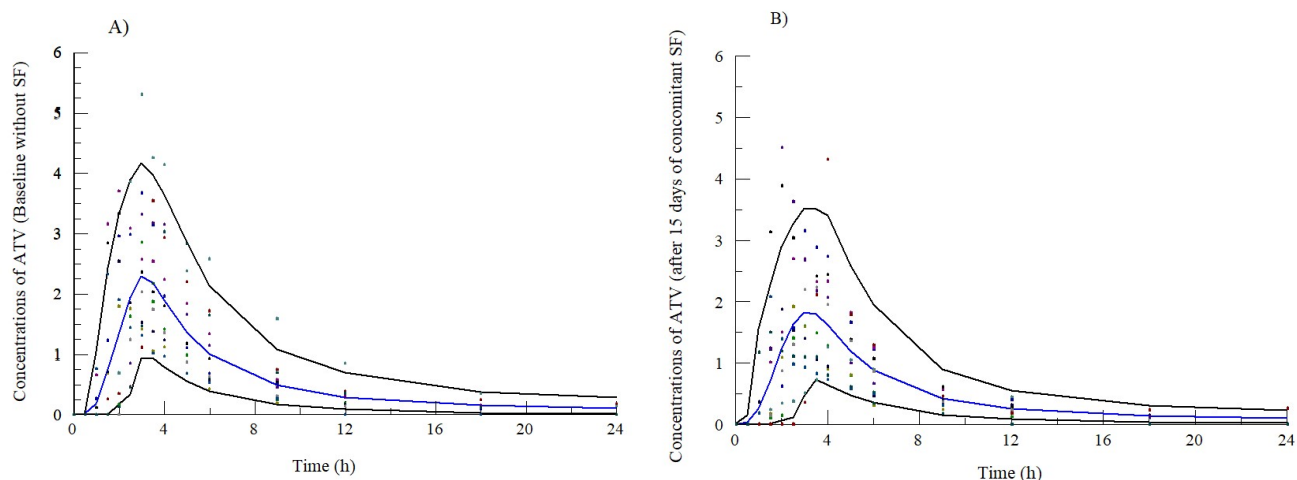 A)
Concentrations of ATV (Baseline without SF)
6
5
4
3
2
1
0
0 4 8 12 16 20 24
Time (h)
B)
Concentrations of ATV (after 15 days of concomitant SF)
6
5
4
3
2
1
0
0 4 8 12 16 20 24
Time (h)